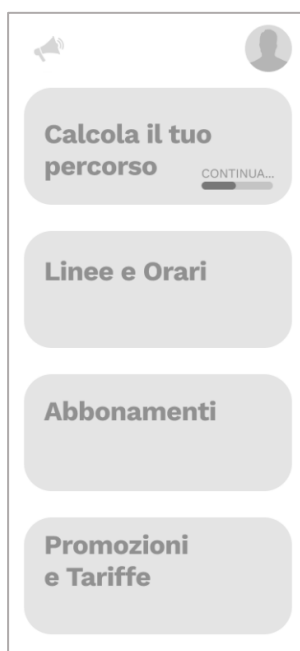 Calcola il tuo
percorso
CONTINUA...
Linee e Orari
Abbonamenti
Promozioni
e Tariffe